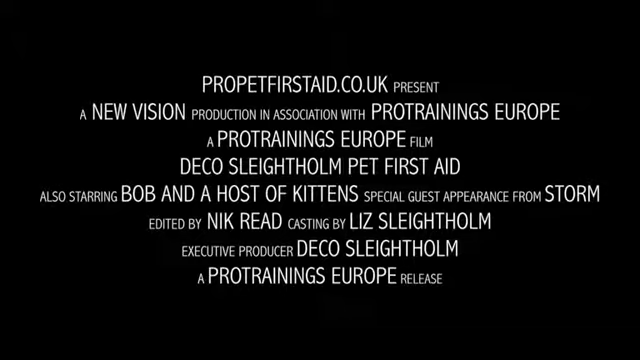 PROPETFIRSTAID.CO.UK PRESENT
A NEW VISION PRODUCTION IN ASSOCIATION WITH PROTRAININGS EUROPE
A PROTRAININGS EUROPE FILM
DECO SLEIGHTHOLM PET FIRST AID
ALSO STARRING BOB AND A HOST OF KITTENS SPECIAL GUEST APPEARANCE FROM STORM
EDITED BY NIK READ CASTING BY LIZ SLEIGHTHOLM
EXECUTIVE PRODUCER DECO SLEIGHTHOLM
A PROTRAININGS EUROPE RELEASE